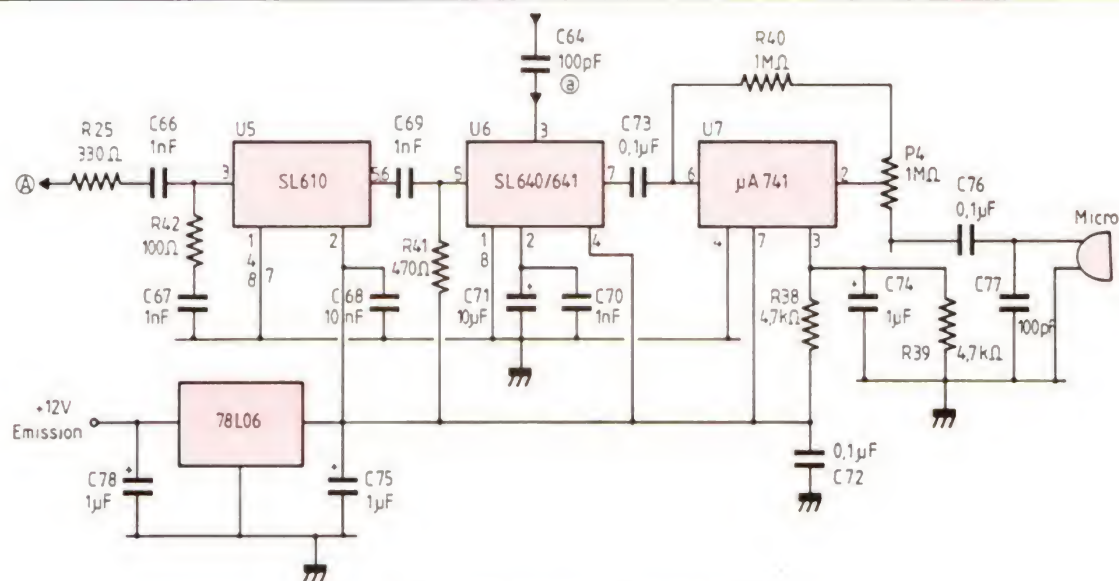 C64
100pF
ⓐ
R40
1MΩ
R25
330Ω
C66
1nF
U5
C69
1nF
U6
C73
0,1µF
U7
P4
1MΩ
C76
0,1µF
Micro
Ⓐ
3
SL610
56
5
3
SL640/641
7
6
µA 741
2
R42
100Ω
1
4
8
7
2
R41
470Ω
1
8
2
4
4
7
3
C67
1nF
C68
10nF
C71
10µF
C70
1nF
R38
4,7kΩ
C74
1µF
R39
4,7kΩ
C77
100pF
+12V
Emission
78L06
C78
1µF
C75
1µF
0,1µF
C72